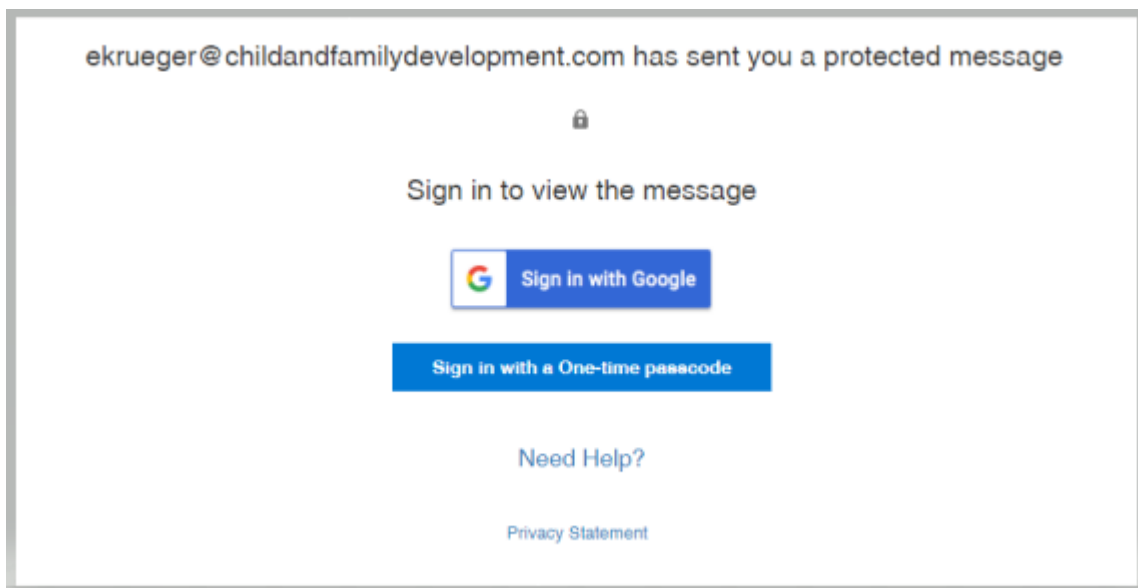 ekrueger@childandfamilydevelopment.com has sent you a protected message
Sign in to view the message
Sign in with Google
Sign in with a One-time passcode
Need Help?
Privacy Statement